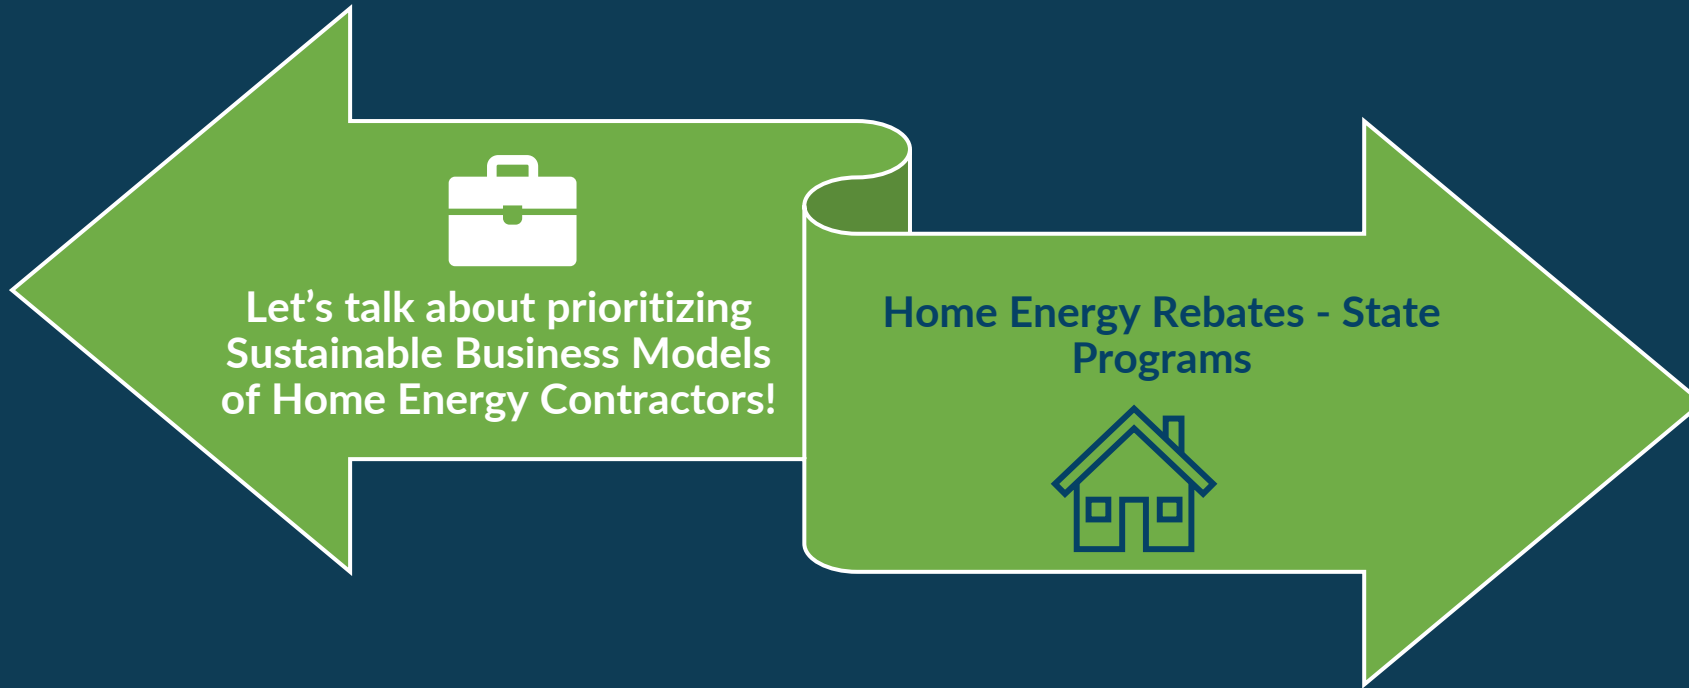 Let’s talk about prioritizing
Sustainable Business Models
of Home Energy Contractors!
Home Energy Rebates - State
Programs